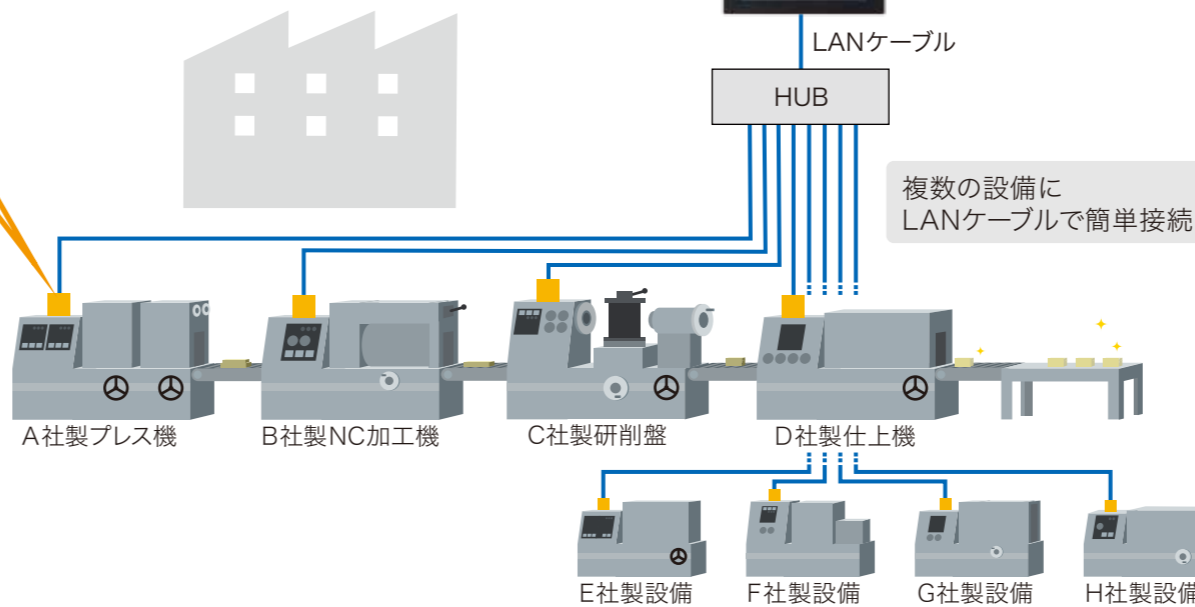 LANケーブル
HUB
複数の設備に
LANケーブルで簡単接続
A社製プレス機
B社製NC加工機
C社製研削盤
D社製仕上機
E社製設備
F社製設備
G社製設備
H社製設備